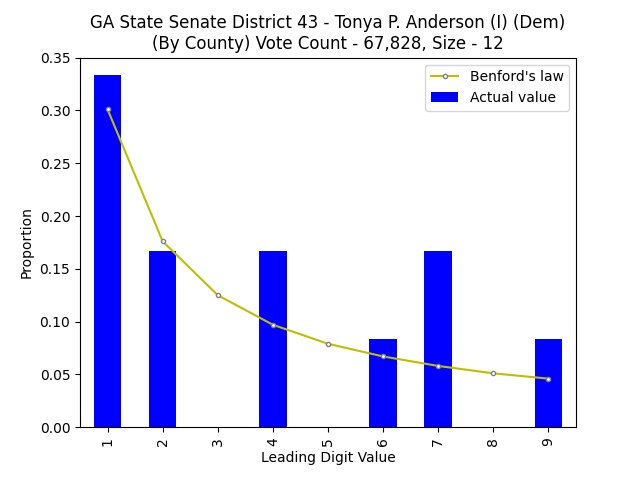 GA State Senate District 43 - Tonya P. Anderson (I) (Dem)
(By County) Vote Count - 67,828, Size - 12
Benford's law
Actual value
Proportion
0.35
0.30
0.25
0.20
0.15
0.10
0.05
0.00
1 2 3 4 5 6 7 8 9
Leading Digit Value